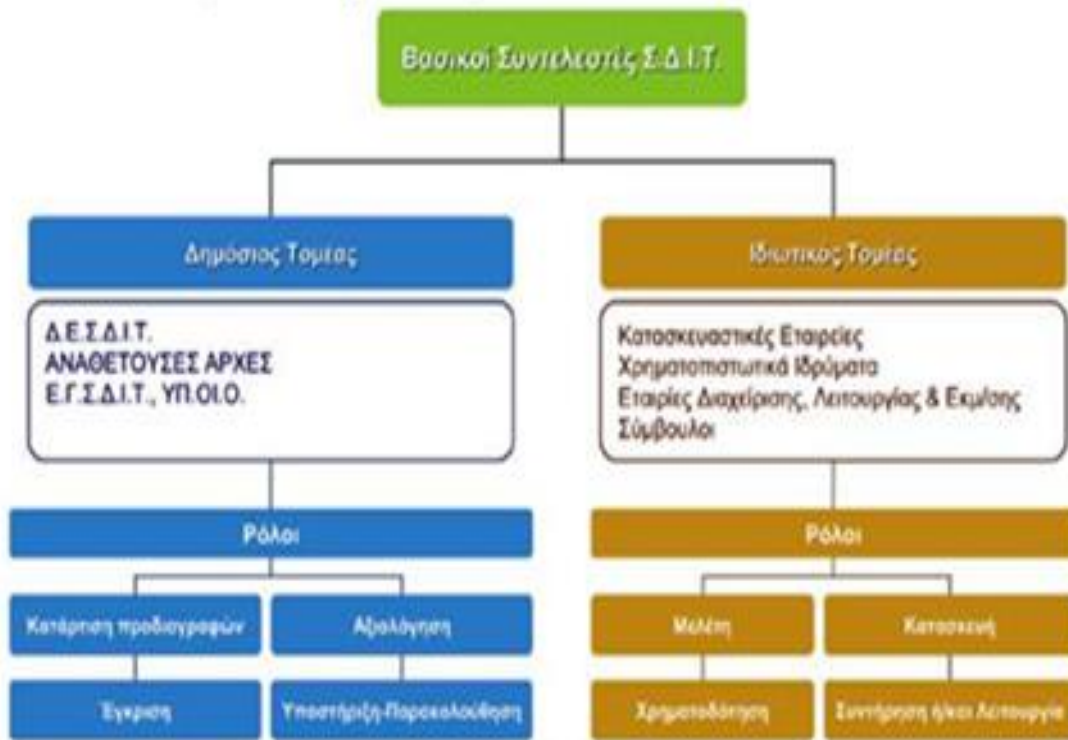 Βασικοί Συντελεστές Σ.Δ.Ι.Τ.
Δημόσιος Τομέας
Δ.Ε.Σ.Δ.Ι.Τ.
ΑΝΑΘΕΤΟΥΣΕΣ ΑΡΧΕΣ
Ε.Γ.Σ.Δ.Ι.Τ., ΥΠ.ΟΙ.Ο.
Ρόλοι
Κατάρτιση προδιαγραφών
Αξιολόγηση
Έγκριση
Υποστήριξη-Παρακολούθηση
Ιδιωτικός Τομέας
Κατασκευαστικές Εταιρείες
Χρηματοπιστωτικά Ιδρύματα
Εταιρίες Διαχείρισης, Λειτουργίας & Εκμ/σης
Σύμβουλοι
Ρόλοι
Μελέτη
Κατασκευή
Χρηματοδότηση
Συντήρηση ή/και Λειτουργία